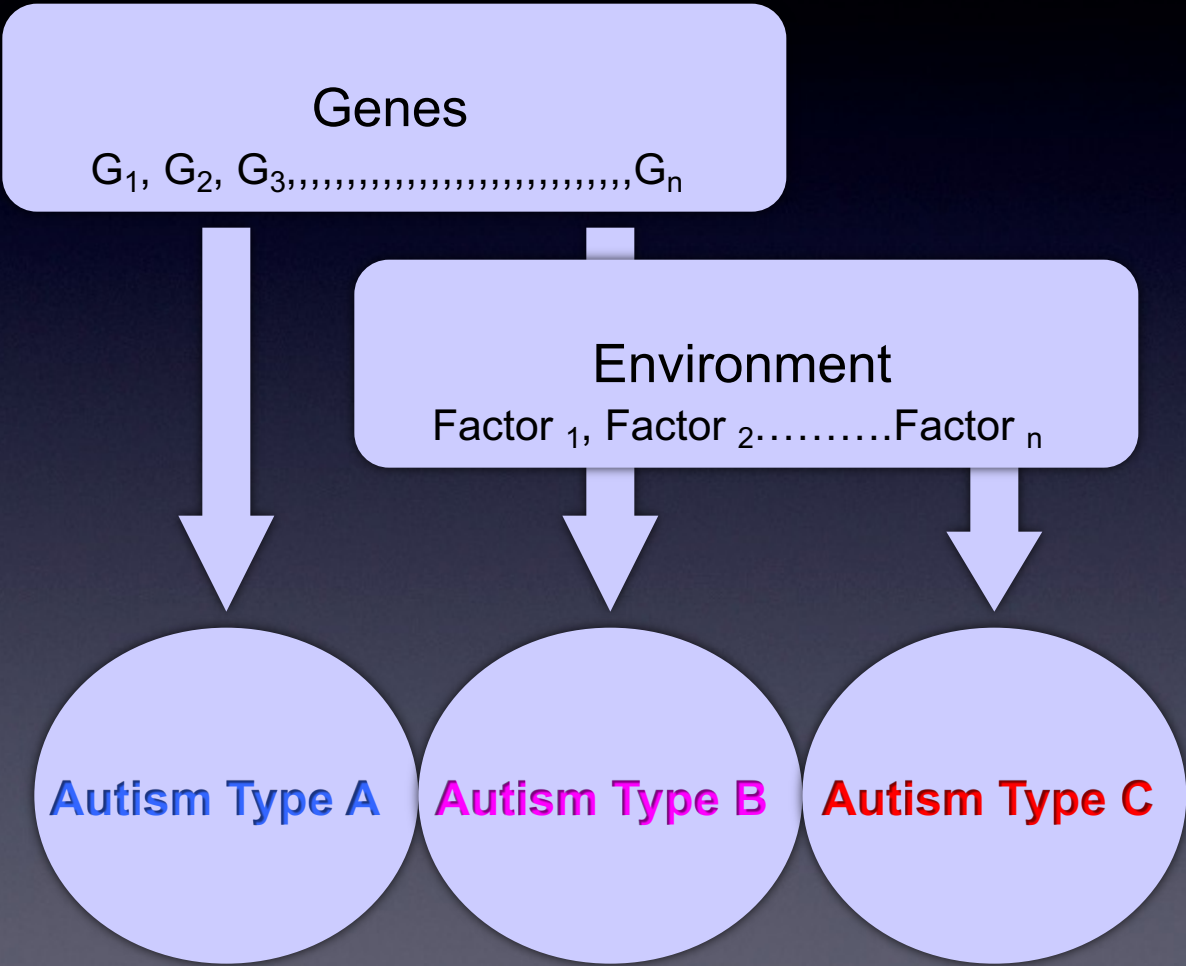 Genes
G₁, G₂, G₃,,,,,,,,,,,,,,,,,,,,,,,,,,,,,,Gₙ
Environment
Factor ₁, Factor ₂……….Factor ₙ
Autism Type A
Autism Type B
Autism Type C